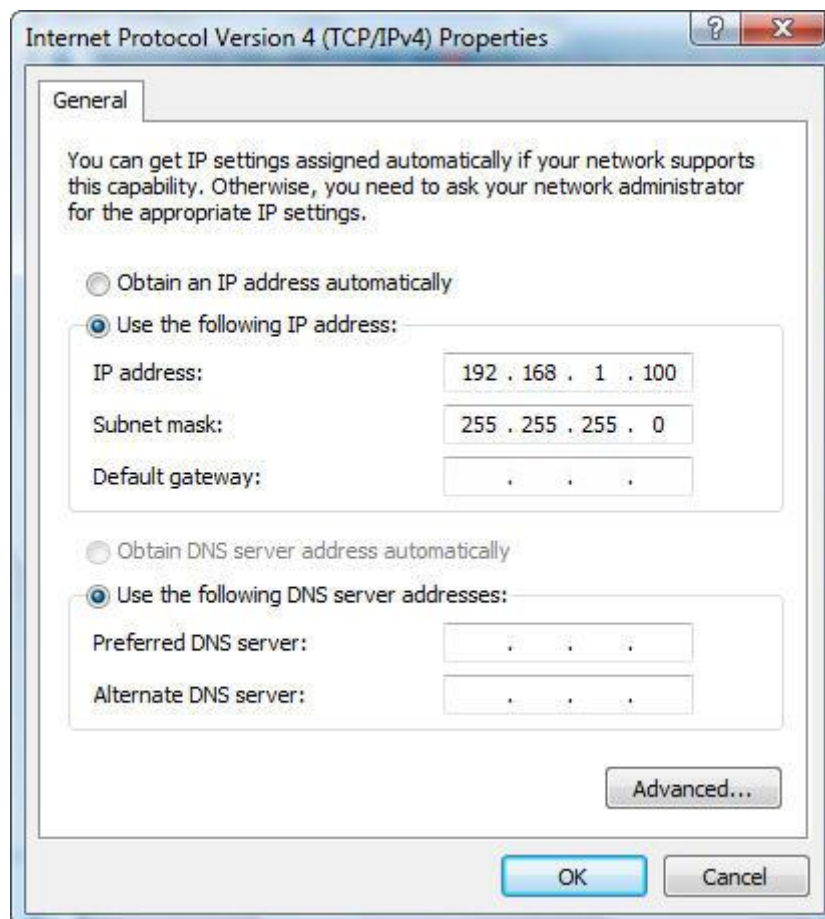 Internet Protocol Version 4 (TCP/IPv4) Properties
General
You can get IP settings assigned automatically if your network supports
this capability. Otherwise, you need to ask your network administrator
for the appropriate IP settings.
Obtain an IP address automatically
Use the following IP address:
IP address: 192 . 168 . 1 . 100
Subnet mask: 255 . 255 . 255 . 0
Default gateway: . . .
Obtain DNS server address automatically
Use the following DNS server addresses:
Preferred DNS server: . . .
Alternate DNS server: . . .
Advanced...
OK Cancel